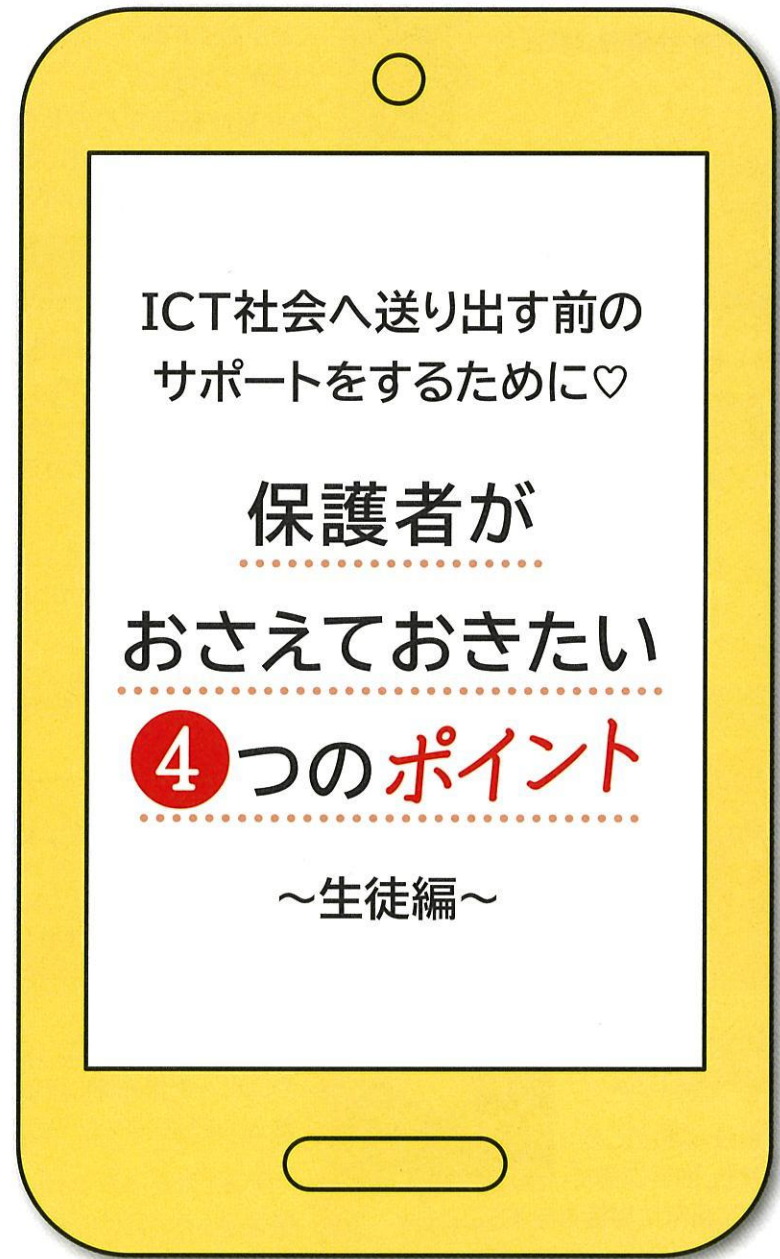 ICT社会へ送り出す前の
サポートをするために♡
保護者が
おさえておきたい
4つのポイント
～生徒編～